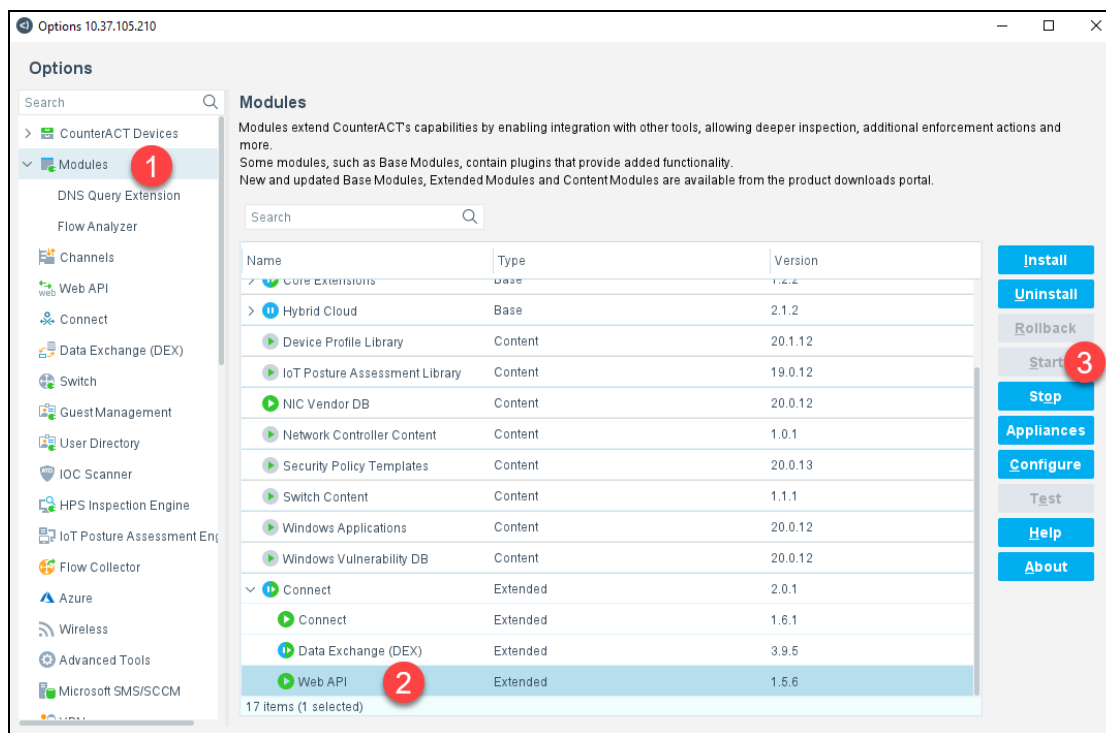 Options 10.37.105.210
Options
Search
CounterACT Devices
Modules
1
DNS Query Extension
Flow Analyzer
Channels
Web API
Connect
Data Exchange (DEX)
Switch
Guest Management
User Directory
IOC Scanner
HPS Inspection Engine
IoT Posture Assessment Eng
Flow Collector
Azure
Wireless
Advanced Tools
Microsoft SMS/SCCM
Modules
Modules extend CounterACT's capabilities by enabling integration with other tools, allowing deeper inspection, additional enforcement actions and
more.
Some modules, such as Base Modules, contain plugins that provide added functionality.
New and updated Base Modules, Extended Modules and Content Modules are available from the product downloads portal.
Search
Name Type Version
Core Extensions Base 1.2.2
Hybrid Cloud Base 2.1.2
Device Profile Library Content 20.1.12
IoT Posture Assessment Library Content 19.0.12
NIC Vendor DB Content 20.0.12
Network Controller Content Content 1.0.1
Security Policy Templates Content 20.0.13
Switch Content Content 1.1.1
Windows Applications Content 20.0.12
Windows Vulnerability DB Content 20.0.12
Connect Extended 2.0.1
Connect Extended 1.6.1
Data Exchange (DEX) Extended 3.9.5
Web API 2 Extended 1.5.6
17 items (1 selected)
Install
Uninstall
Rollback
Start 3
Stop
Appliances
Configure
Test
Help
About